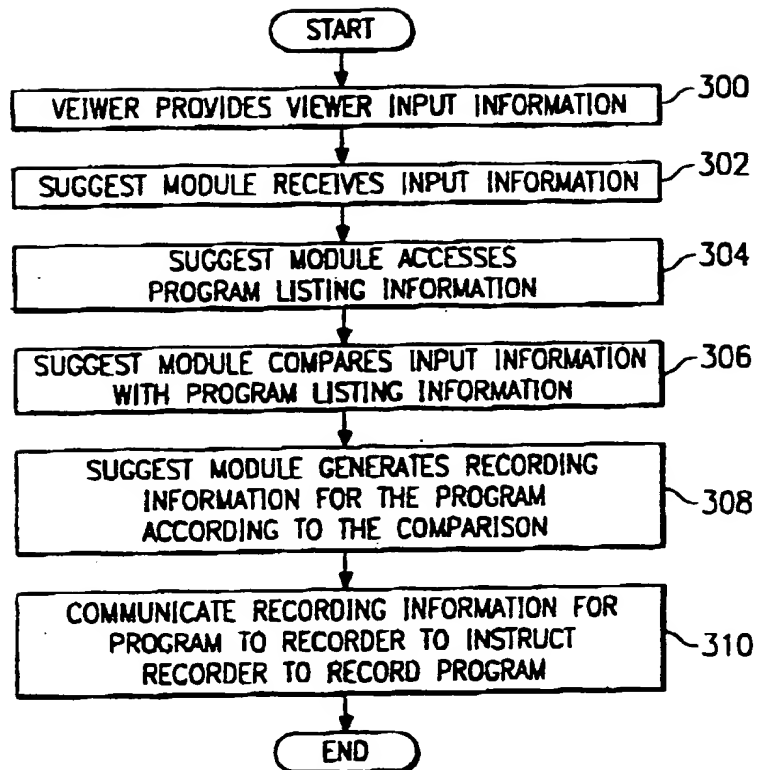 START
VEIWER PROVIDES VIEWER INPUT INFORMATION
300
SUGGEST MODULE RECEIVES INPUT INFORMATION
302
SUGGEST MODULE ACCESSES
PROGRAM LISTING INFORMATION
304
SUGGEST MODULE COMPARES INPUT INFORMATION
WITH PROGRAM LISTING INFORMATION
306
SUGGEST MODULE GENERATES RECORDING
INFORMATION FOR THE PROGRAM
ACCORDING TO THE COMPARISON
308
COMMUNICATE RECORDING INFORMATION FOR
PROGRAM TO RECORDER TO INSTRUCT
RECORDER TO RECORD PROGRAM
310
END